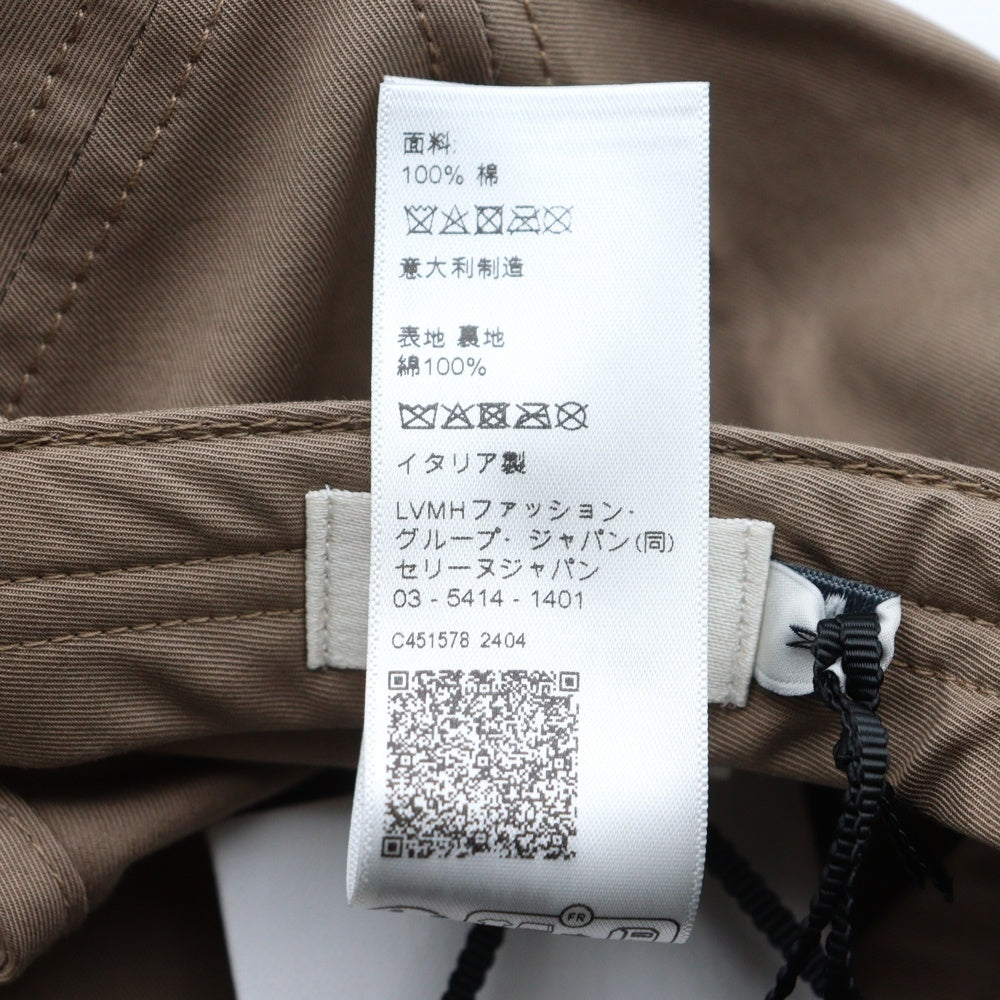 面料:
100% 棉
意大利制造
表地 裏地
綿100%
イタリア製
LVMHファッション・
グループ・ジャパン(同)
セリーヌジャパン
03 - 5414 - 1401
C451578 2404
FR